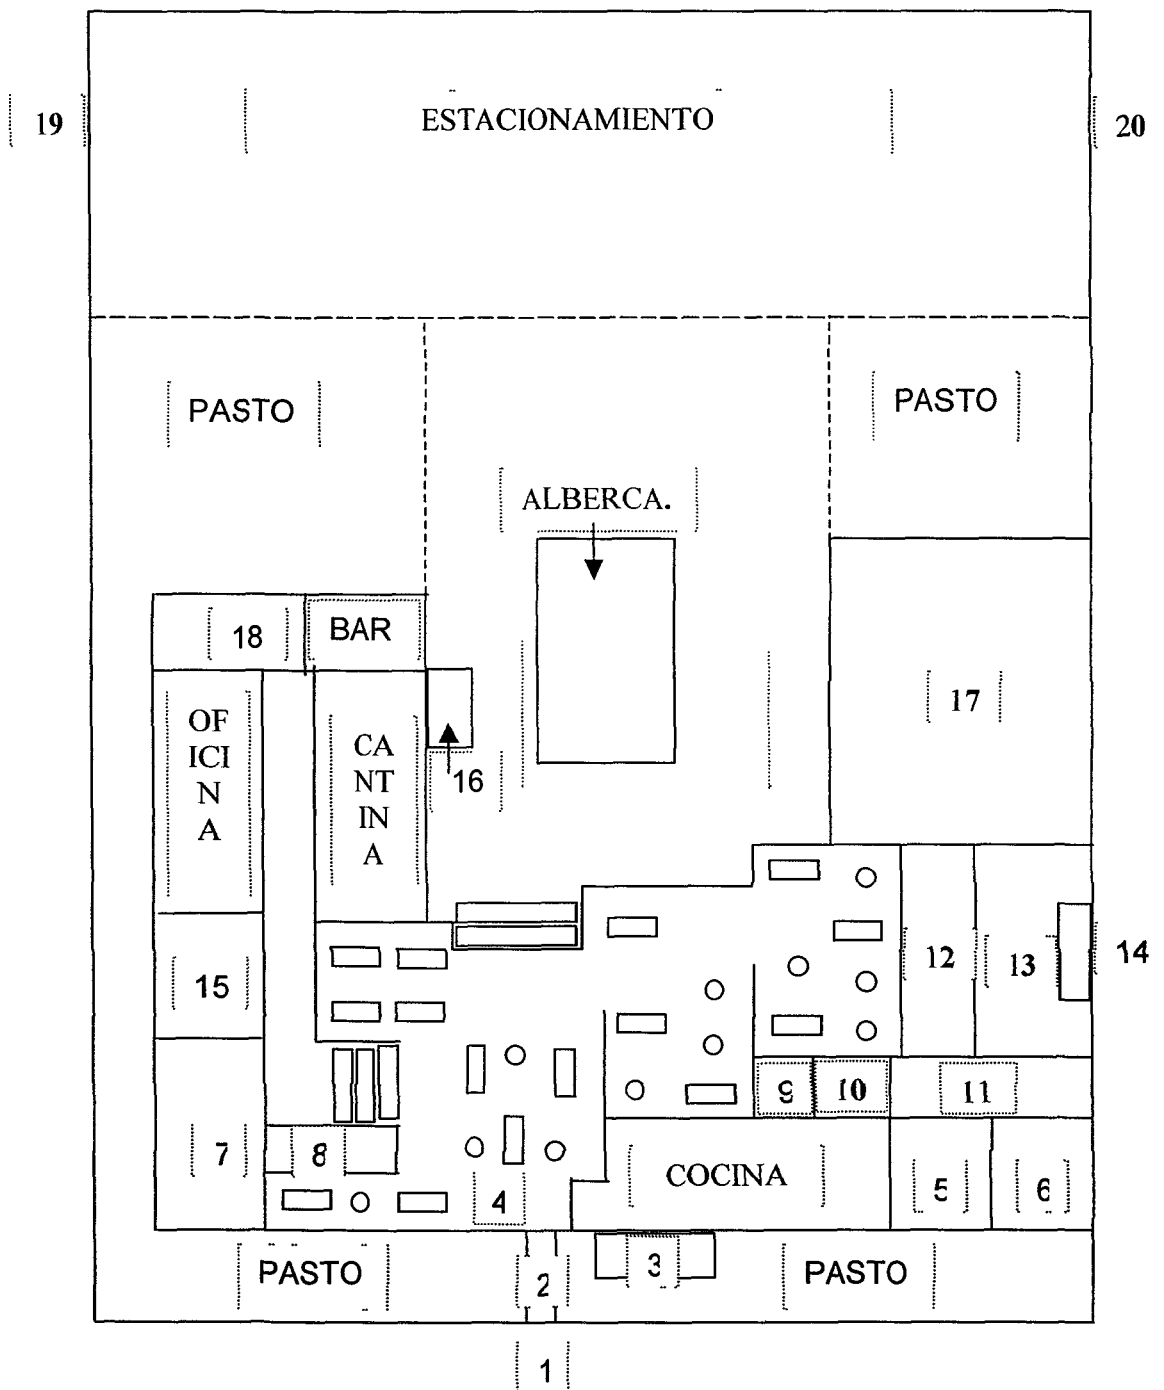 19
ESTACIONAMIENTO
20
PASTO
PASTO
ALBERCA.
18
BAR
OF
ICI
N
A
CA
NT
IN
A
16
17
15
12
13
14
9
10
11
7
8
4
COCINA
5
6
PASTO
2
3
PASTO
1